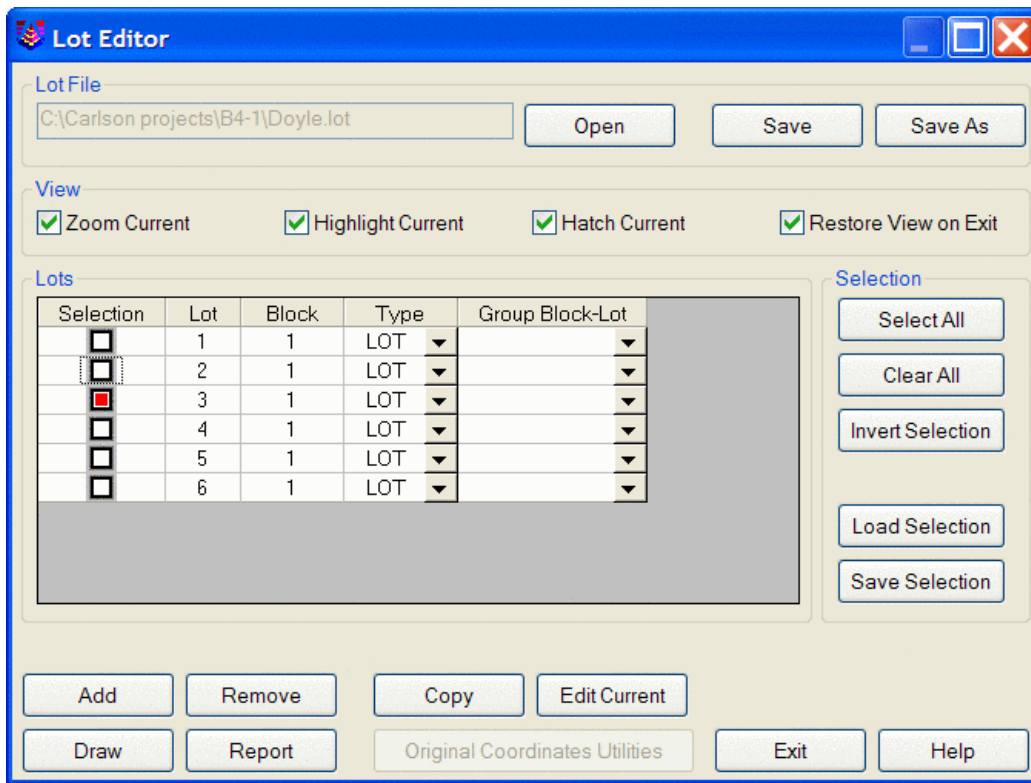 Lot Editor
Lot File
C:\Carlson projects\B4-1\Doyle.lot
Open Save Save As
View
Zoom Current Highlight Current Hatch Current Restore View on Exit
Lots
Selection Lot Block Type Group Block-Lot
1 1 LOT
2 1 LOT
3 1 LOT
4 1 LOT
5 1 LOT
6 1 LOT
Selection
Select All
Clear All
Invert Selection
Load Selection
Save Selection
Add Remove Copy Edit Current
Draw Report Original Coordinates Utilities Exit Help